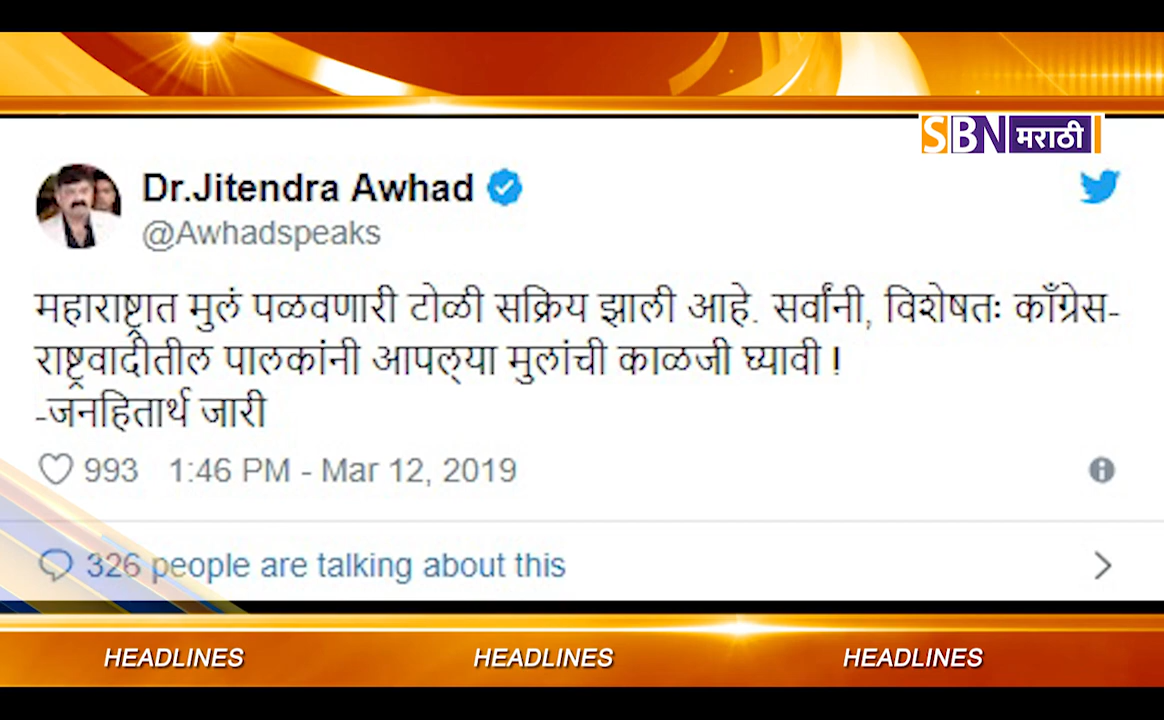 SBN मराठी
Dr.Jitendra Awhad
@Awhadspeaks
महाराष्ट्रात मुलं पळवणारी टोळी सक्रिय झाली आहे. सर्वांनी, विशेषतः काँग्रेस-
राष्ट्रवादीतील पालकांनी आपल्या मुलांची काळजी घ्यावी !
-जनहितार्थ जारी
993 1:46 PM - Mar 12, 2019
326 people are talking about this
HEADLINES HEADLINES HEADLINES